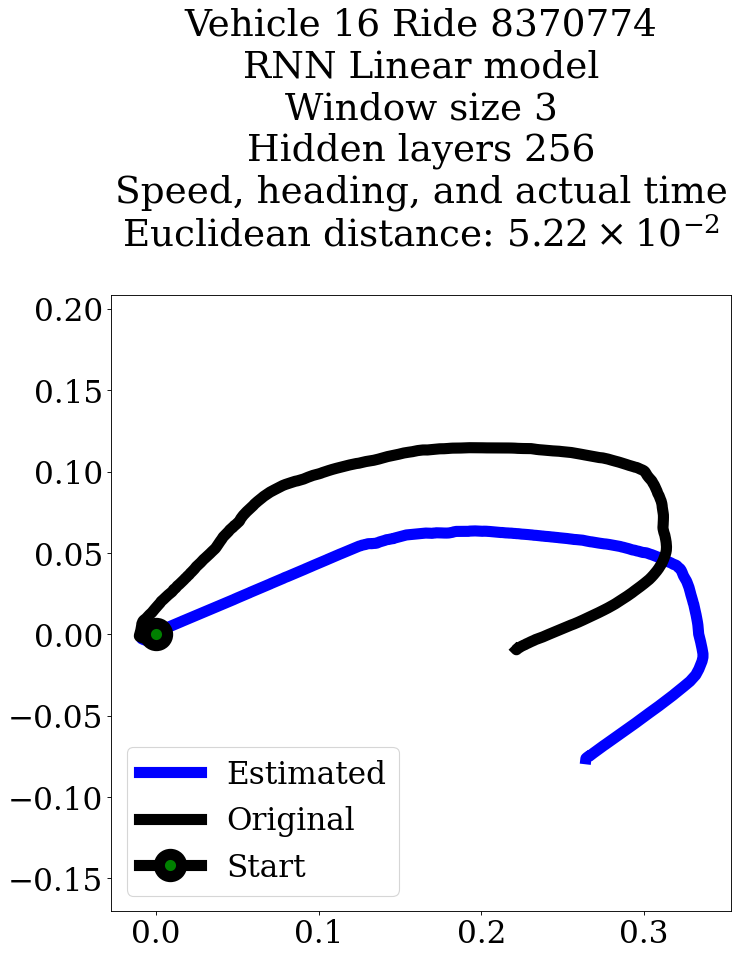 Vehicle 16 Ride 8370774
RNN Linear model
Window size 3
Hidden layers 256
Speed, heading, and actual time
Euclidean distance: 5.22 × 10⁻²
0.20
0.15
0.10
0.05
0.00
−0.05
−0.10
−0.15
Estimated
Original
Start
0.0 0.1 0.2 0.3